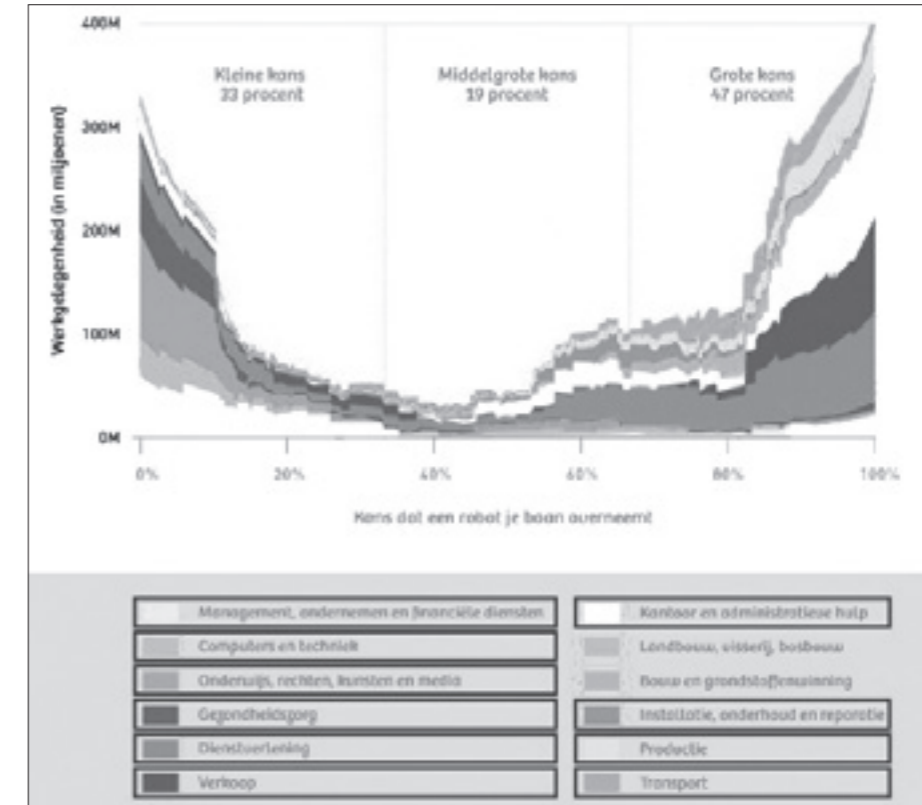 400M
300M
200M
100M
0M
Werkgelegenheid (in miljoenen)
Kleine kans
33 procent
Middelgrote kans
19 procent
Grote kans
47 procent
0%
20%
40%
60%
80%
100%
Kans dat een robot je baan overneemt
Management, ondernemen en financiële diensten
Computers en techniek
Onderwijs, rechten, kunsten en media
Gezondheidszorg
Dienstverlening
Verkoop
Kantoor en administratieve hulp
Landbouw, visserij, bosbouw
Bouw en grondstoffenwinning
Installatie, onderhoud en reparatie
Productie
Transport